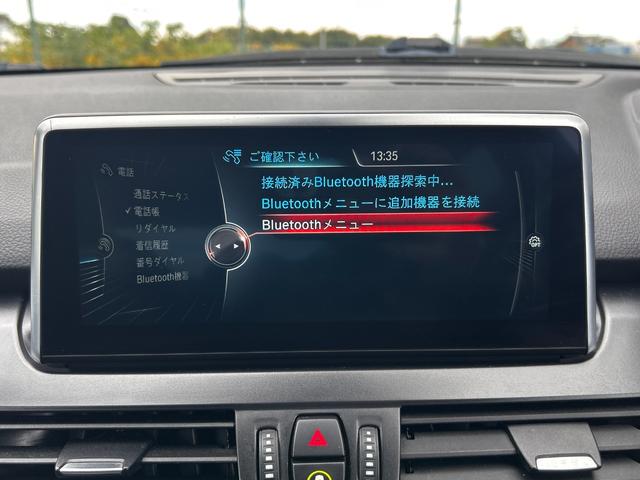 ご確認下さい
13:35
電話
通話ステータス
✓電話帳
リダイヤル
着信履歴
番号ダイヤル
Bluetooth機器
接続済みBluetooth機器探索中...
Bluetoothメニューに追加機器を接続
Bluetoothメニュー
OPT